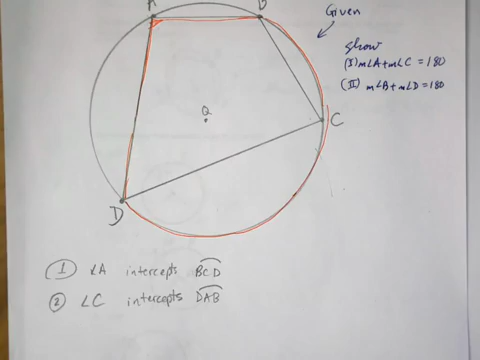 A
B
Given
show
(I) m∠A+m∠C = 180
(II) m∠B+m∠D = 180
Q
C
D
① ∠A intercepts BCD
② ∠C intercepts DAB